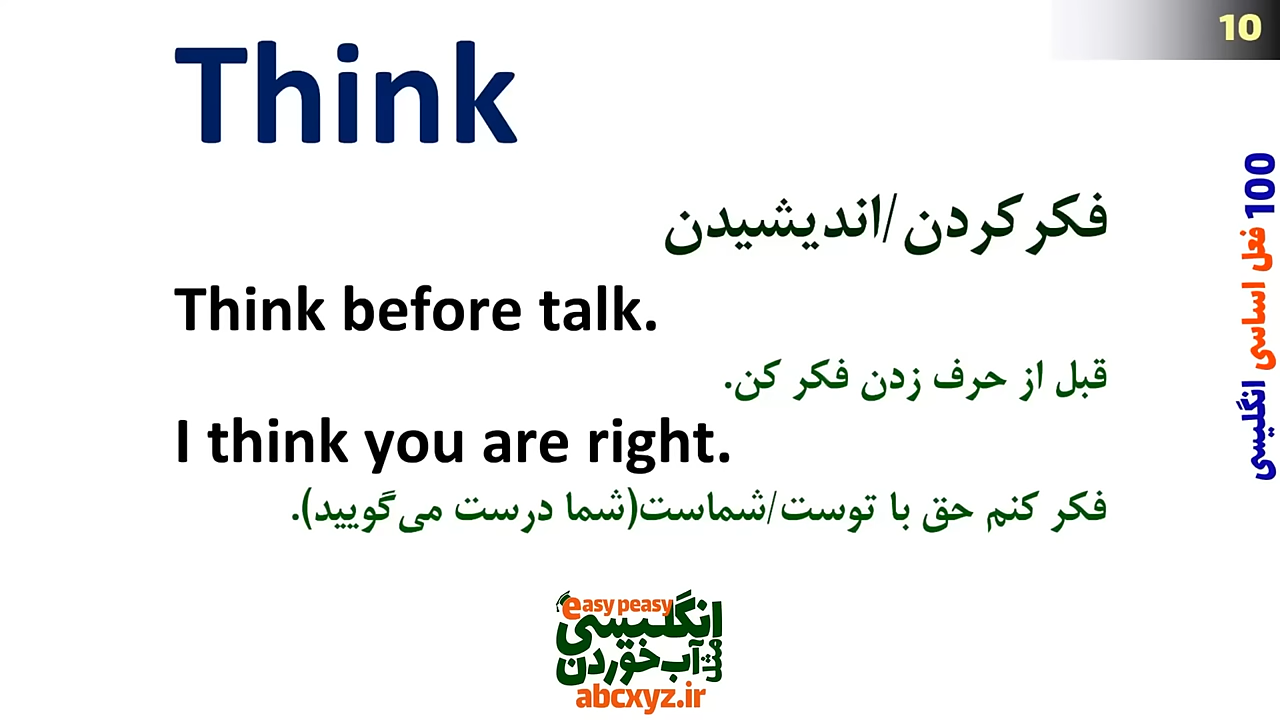 10
Think
فکر کردن/اندیشیدن
Think before talk.
قبل از حرف زدن فکر کن.
I think you are right.
فکر کنم حق با توست/شماست(شما درست می‌گویید).
100 فعل اساسی انگلیسی
easy peasy
انگلیسی
مثل آب خوردن
abcxyz.ir